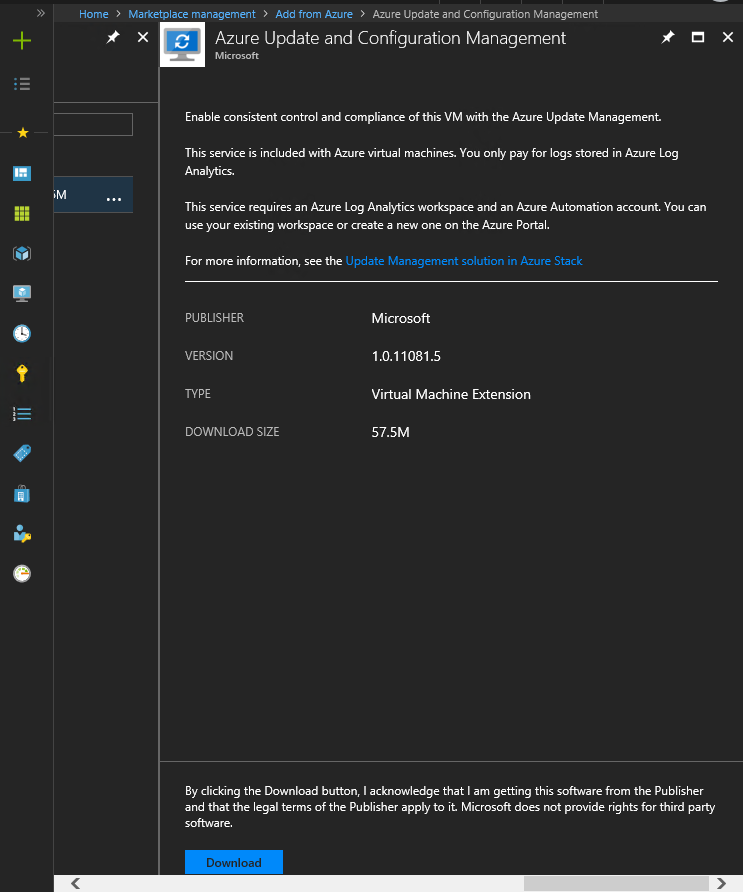 Home > Marketplace management > Add from Azure > Azure Update and Configuration Management
Azure Update and Configuration Management
Microsoft
Enable consistent control and compliance of this VM with the Azure Update Management.
This service is included with Azure virtual machines. You only pay for logs stored in Azure Log
Analytics.
This service requires an Azure Log Analytics workspace and an Azure Automation account. You can
use your existing workspace or create a new one on the Azure Portal.
For more information, see the Update Management solution in Azure Stack
PUBLISHER Microsoft
VERSION 1.0.11081.5
TYPE Virtual Machine Extension
DOWNLOAD SIZE 57.5M
By clicking the Download button, I acknowledge that I am getting this software from the Publisher
and that the legal terms of the Publisher apply to it. Microsoft does not provide rights for third party
software.
Download